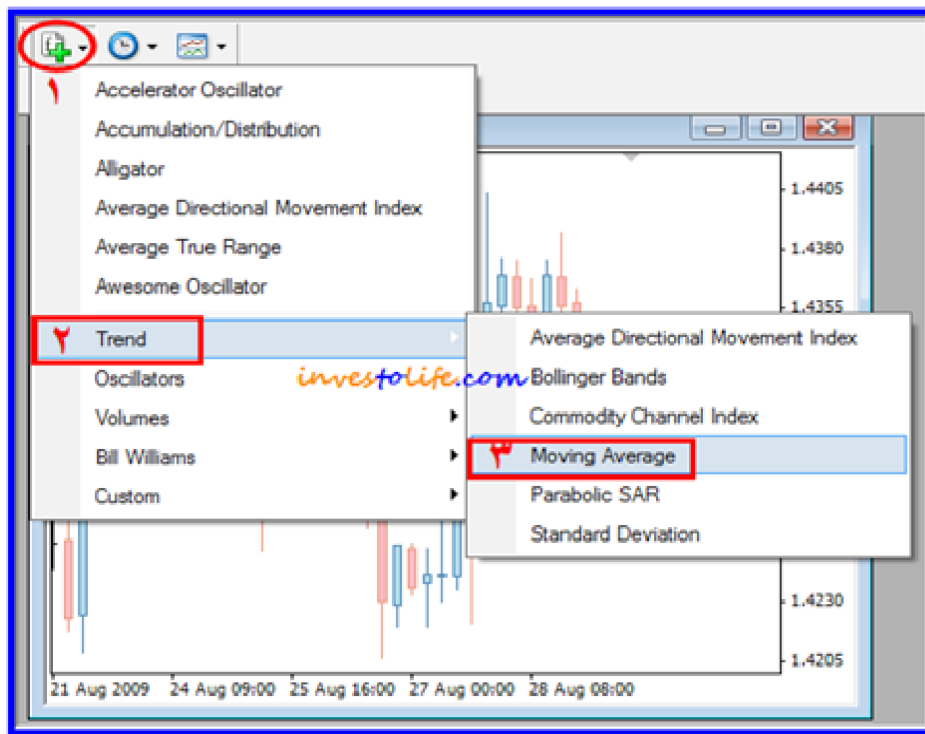 ۱
Accelerator Oscillator
Accumulation/Distribution
Alligator
Average Directional Movement Index
Average True Range
Awesome Oscillator
۲ Trend
Oscillators
Volumes
Bill Williams
Custom
Average Directional Movement Index
Bollinger Bands
Commodity Channel Index
۳ Moving Average
Parabolic SAR
Standard Deviation
investolife.com
1.4405
1.4380
1.4355
1.4230
1.4205
21 Aug 2009 24 Aug 09:00 25 Aug 16:00 27 Aug 00:00 28 Aug 08:00